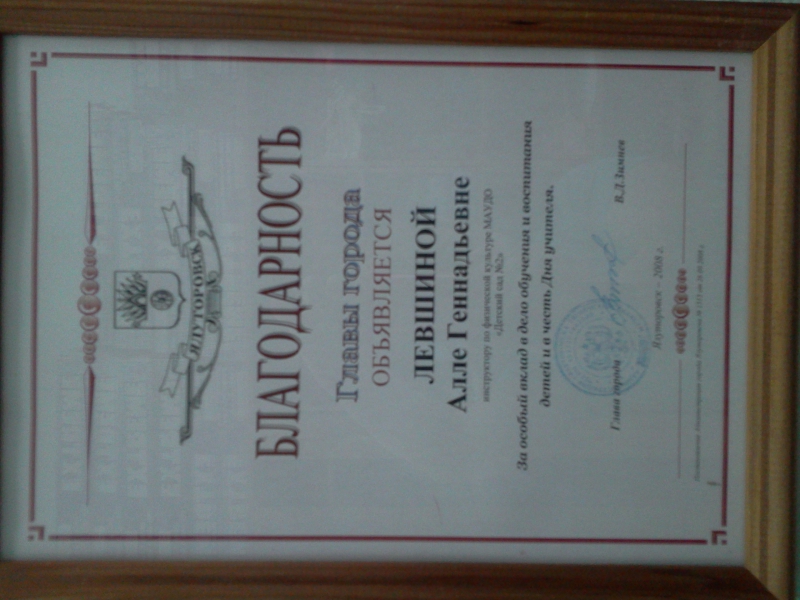 ЯЛУТОРОВСК
БЛАГОДАРНОСТЬ
Главы города
ОБЪЯВЛЯЕТСЯ
ЛЕВШИНОЙ
Алле Геннадьевне
инструктору по физической культуре МАУДО
«Детский сад №2»
За особый вклад в дело обучения и воспитания
детей и в честь Дня учителя.
Глава города В.Д.Зимнев
Ялуторовск – 2008 г.